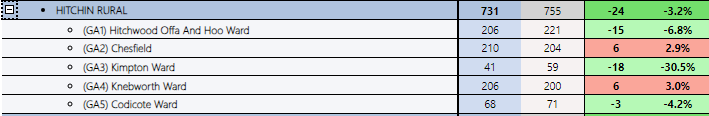 • HITCHIN RURAL 731 755 -24 -3.2%
o (GA1) Hitchwood Offa And Hoo Ward 206 221 -15 -6.8%
o (GA2) Chesfield 210 204 6 2.9%
o (GA3) Kimpton Ward 41 59 -18 -30.5%
o (GA4) Knebworth Ward 206 200 6 3.0%
o (GA5) Codicote Ward 68 71 -3 -4.2%